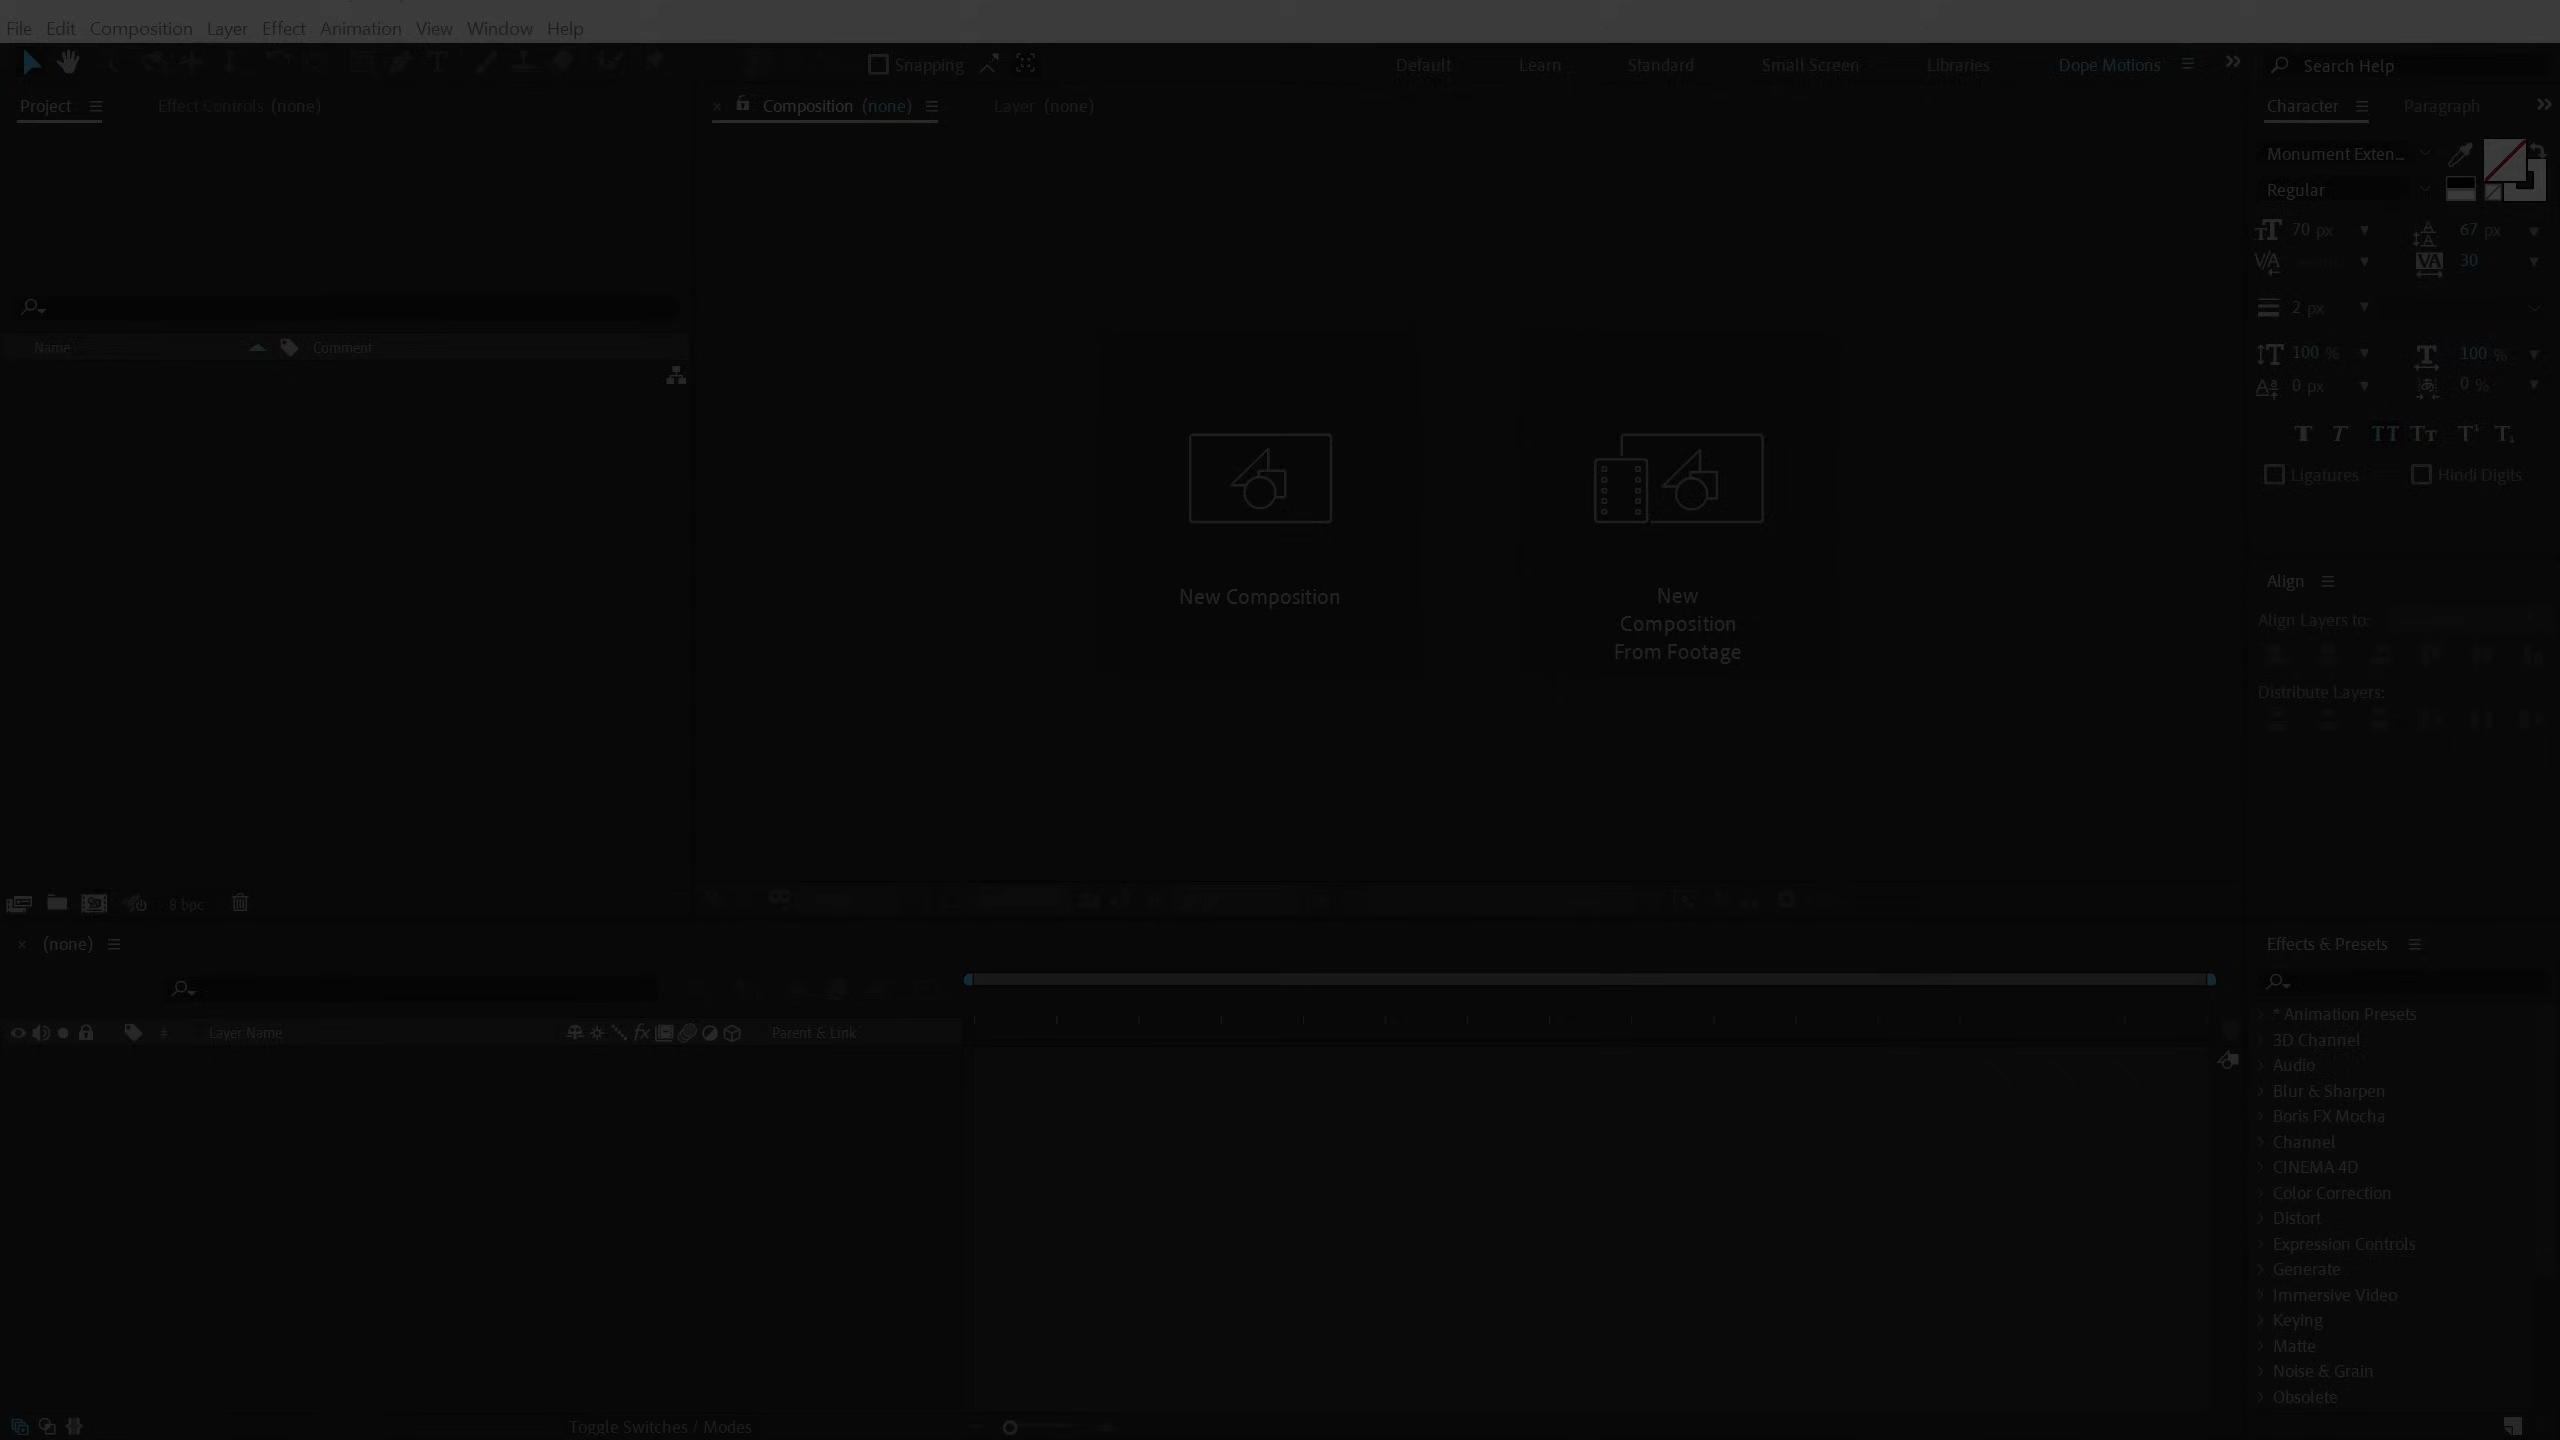 File Edit Composition Layer Effect Animation View Window Help
Snapping
Default Learn Standard Small Screen Libraries Dope Motions
Search Help
Project
Effect Controls (none)
Composition (none)
Layer (none)
Character
Paragraph
Monument Exten...
Regular
70 px
67 px
30
2 px
100 %
100 %
0 px
0 %
Ligatures
Hindi Digits
Name
Comment
New Composition
New
Composition
From Footage
Align
Align Layers to:
Distribute Layers:
8 bpc
(none)
Layer Name
Parent & Link
Effects & Presets
* Animation Presets
3D Channel
Audio
Blur & Sharpen
Boris FX Mocha
Channel
CINEMA 4D
Color Correction
Distort
Expression Controls
Generate
Immersive Video
Keying
Matte
Noise & Grain
Obsolete
Toggle Switches / Modes